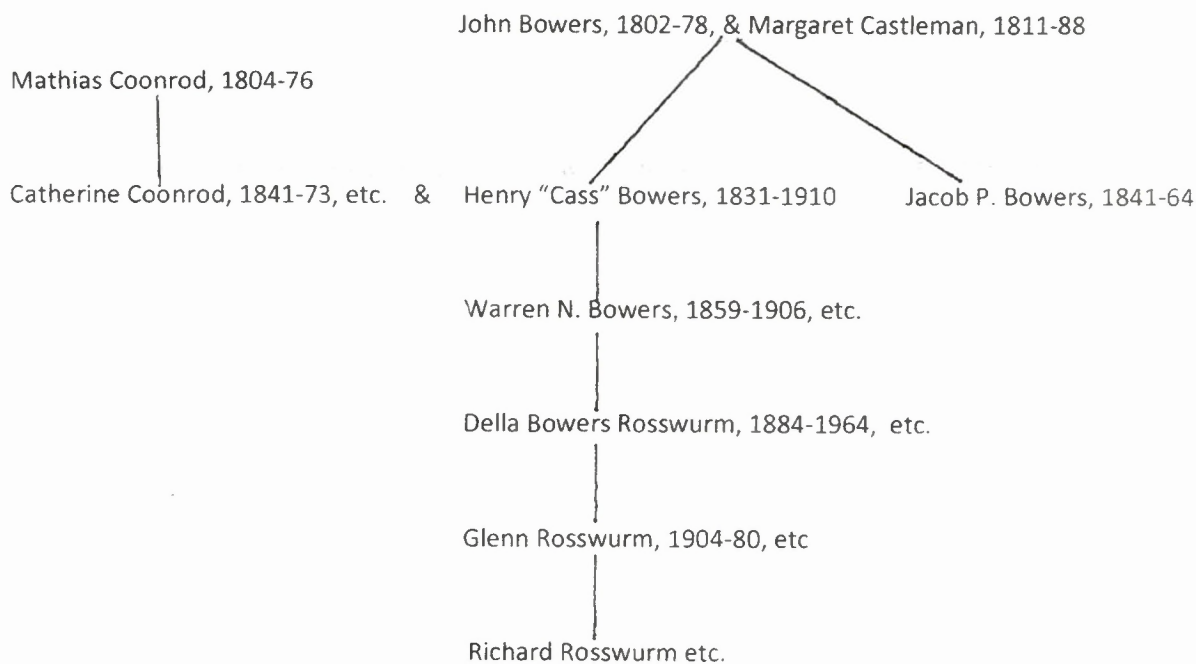 John Bowers, 1802-78, & Margaret Castleman, 1811-88
Mathias Coonrod, 1804-76
Catherine Coonrod, 1841-73, etc. & Henry “Cass” Bowers, 1831-1910 Jacob P. Bowers, 1841-64
Warren N. Bowers, 1859-1906, etc.
Della Bowers Rosswurm, 1884-1964, etc.
Glenn Rosswurm, 1904-80, etc
Richard Rosswurm etc.